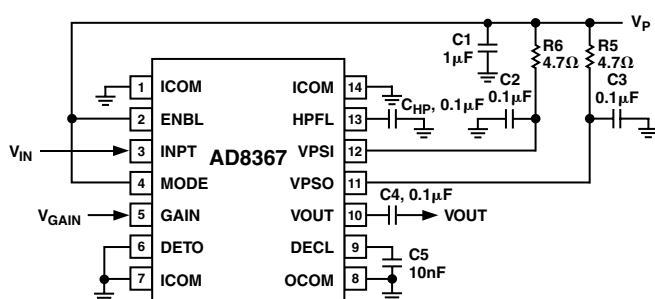 VP
C1
1μF
R6
4.7Ω
R5
4.7Ω
C2
0.1μF
C3
0.1μF
1 ICOM
ICOM 14
CHP, 0.1μF
2 ENBL
HPFL 13
VIN
3 INPT
AD8367
VPSI 12
4 MODE
VPSO 11
C4, 0.1μF
VGAIN
5 GAIN
VOUT 10
VOUT
6 DETO
DECL 9
C5
10nF
7 ICOM
OCOM 8